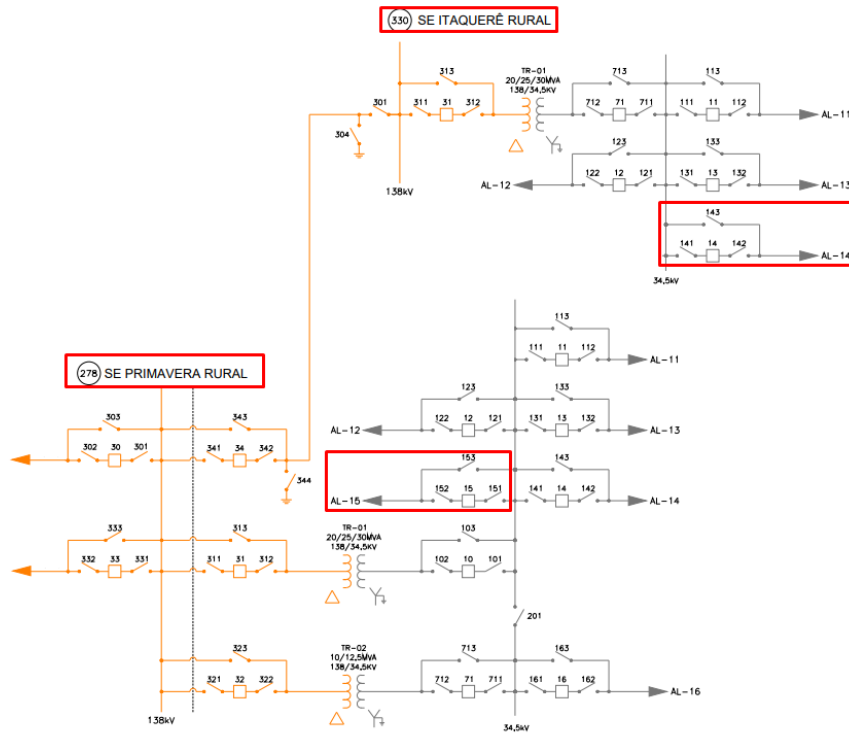 330 SE ITAQUERÊ RURAL
TR-01
20/25/30MVA
138/34,5KV
313
713
113
301
311 31 312
712 71 711
111 11 112
AL-11
304
123
133
138kV
AL-12
122 12 121
131 13 132
AL-13
143
141 14 142
AL-14
34,5kV
113
111 11 112
AL-11
278 SE PRIMAVERA RURAL
123
133
303
343
AL-12
122 12 121
131 13 132
AL-13
302 30 301
341 34 342
153
143
344
AL-15
152 15 151
141 14 142
AL-14
333
313
TR-01
20/25/30MVA
138/34,5KV
103
332 33 331
311 31 312
102 10 101
201
TR-02
10/12,5MVA
138/34,5KV
323
713
163
321 32 322
712 71 711
161 16 162
AL-16
138kV
34,5kV